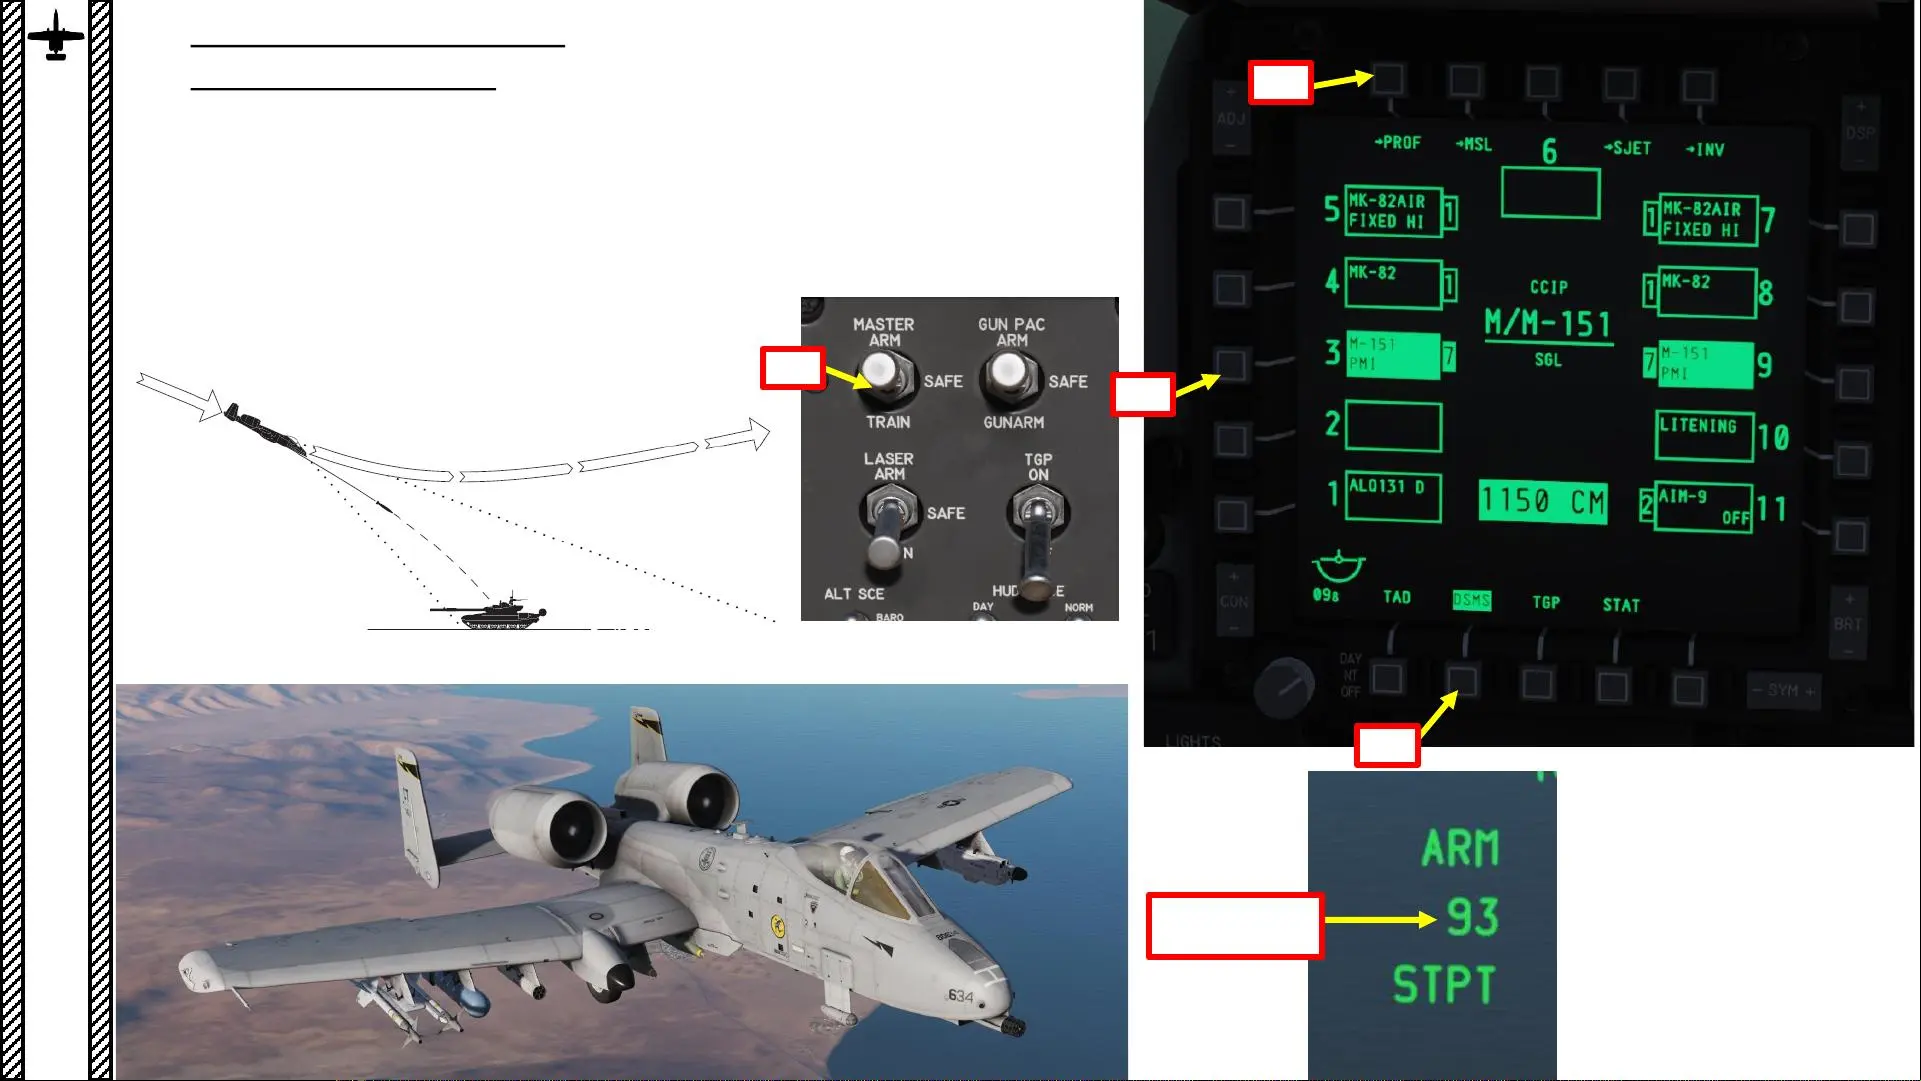 ADJ
DSP
→PROF
→MSL
6
→SJET
→INV
5
MK-82AIR
FIXED HI
1
1
MK-82AIR
FIXED HI
7
4
MK-82
1
CCIP
1
MK-82
8
M/M-151
SGL
3
M-151
PMI
7
7
M-151
PMI
9
2
LITENING
10
1
ALQ131 D
1150 CM
2
AIM-9
OFF
11
098
TAD
DSMS
TGP
STAT
CON
BRT
DAY
NT
OFF
- SYM +
LIGHTS
MASTER
ARM
GUN PAC
ARM
SAFE
SAFE
TRAIN
GUNARM
LASER
ARM
TGP
ON
SAFE
N
ALT SCE
BARO
DAY
NORM
634
ARM
93
STPT